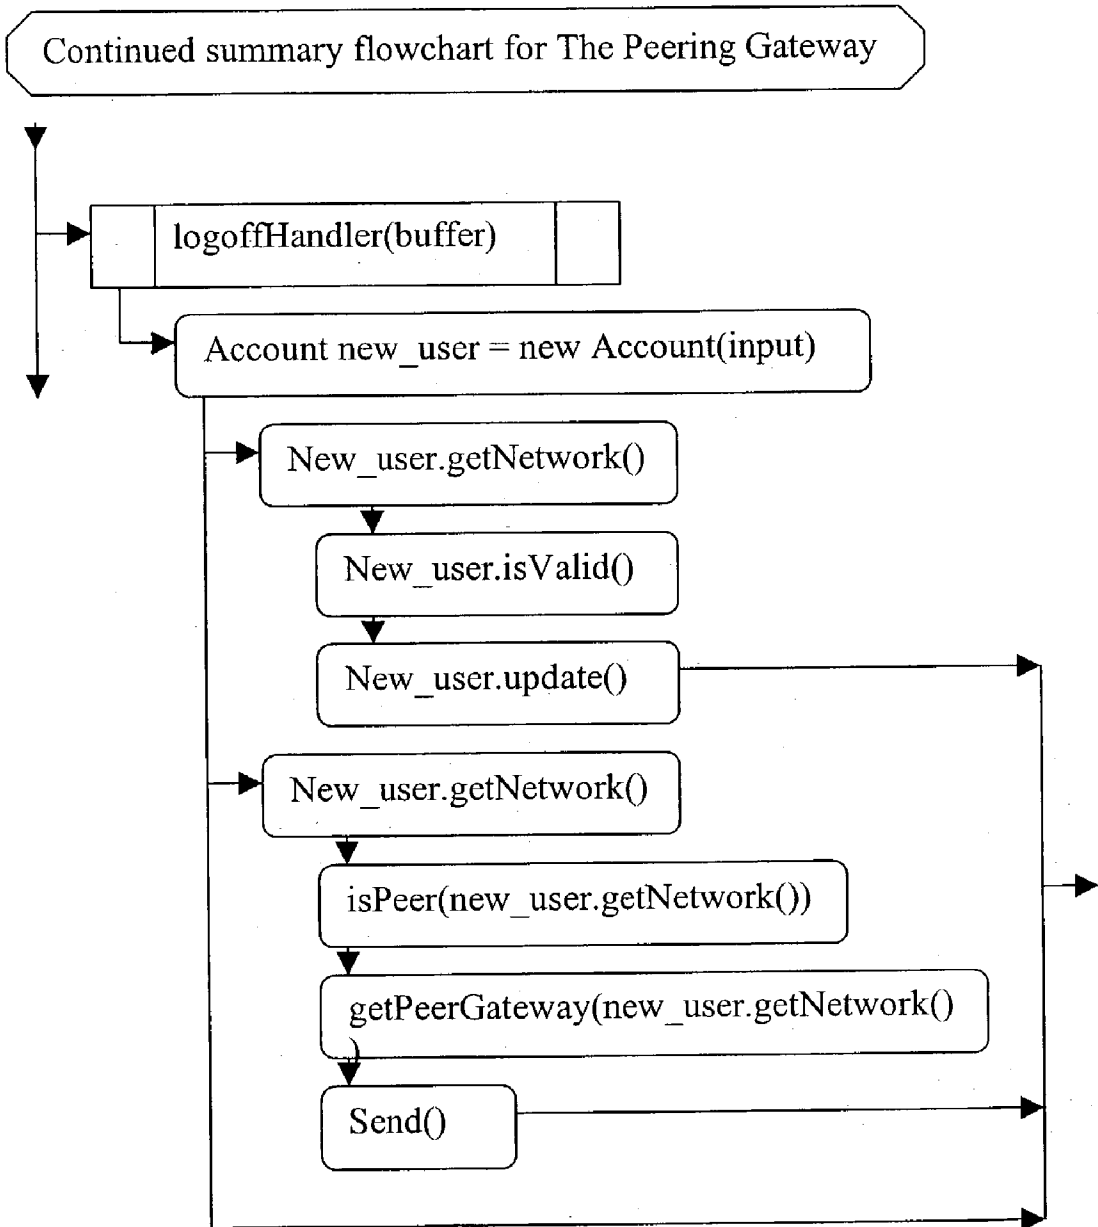 Continued summary flowchart for The Peering Gateway
logoffHandler(buffer)
Account new_user = new Account(input)
New_user.getNetwork()
New_user.isValid()
New_user.update()
New_user.getNetwork()
isPeer(new_user.getNetwork())
getPeerGateway(new_user.getNetwork()
)
Send()